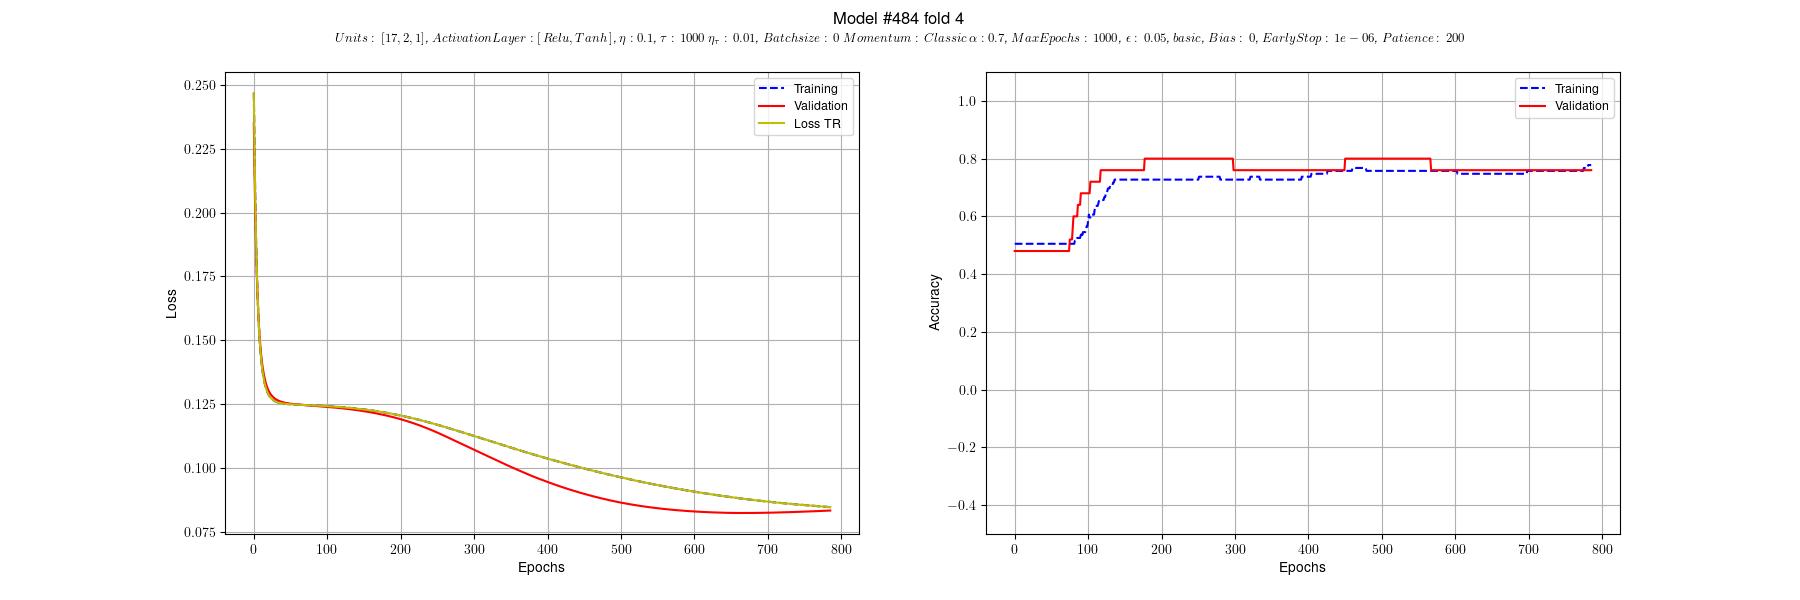 Model #484 fold 4
Units : [17, 2, 1], ActivationLayer : [Relu, Tanh], η : 0.1, τ : 1000 ητ : 0.01, Batchsize : 0 Momentum : Classic α : 0.7, MaxEpochs : 1000, ϵ : 0.05, basic, Bias : 0, EarlyStop : 1e − 06, Patience : 200
0.250
0.225
0.200
0.175
0.150
0.125
0.100
0.075
Loss
Training
Validation
Loss TR
0 100 200 300 400 500 600 700 800
Epochs
1.0
0.8
0.6
0.4
0.2
0.0
−0.2
−0.4
Accuracy
Training
Validation
0 100 200 300 400 500 600 700 800
Epochs